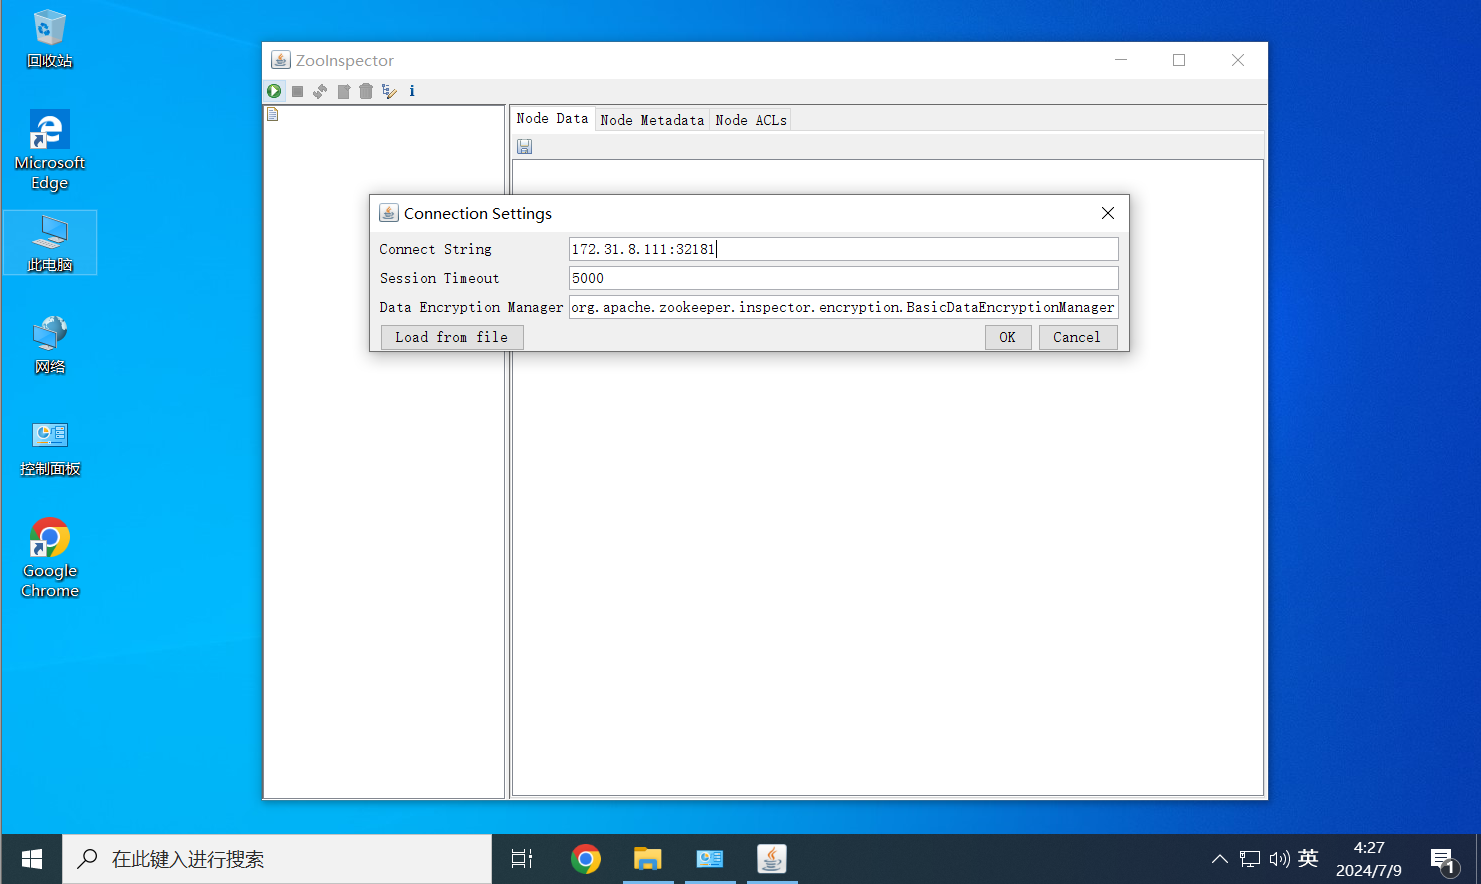 回收站
Microsoft
Edge
此电脑
网络
控制面板
Google
Chrome
ZooInspector
Node Data
Node Metadata
Node ACLs
Connection Settings
Connect String
172.31.8.111:32181
Session Timeout
5000
Data Encryption Manager
org.apache.zookeeper.inspector.encryption.BasicDataEncryptionManager
Load from file
OK
Cancel
在此键入进行搜索
英
4:27
2024/7/9
1